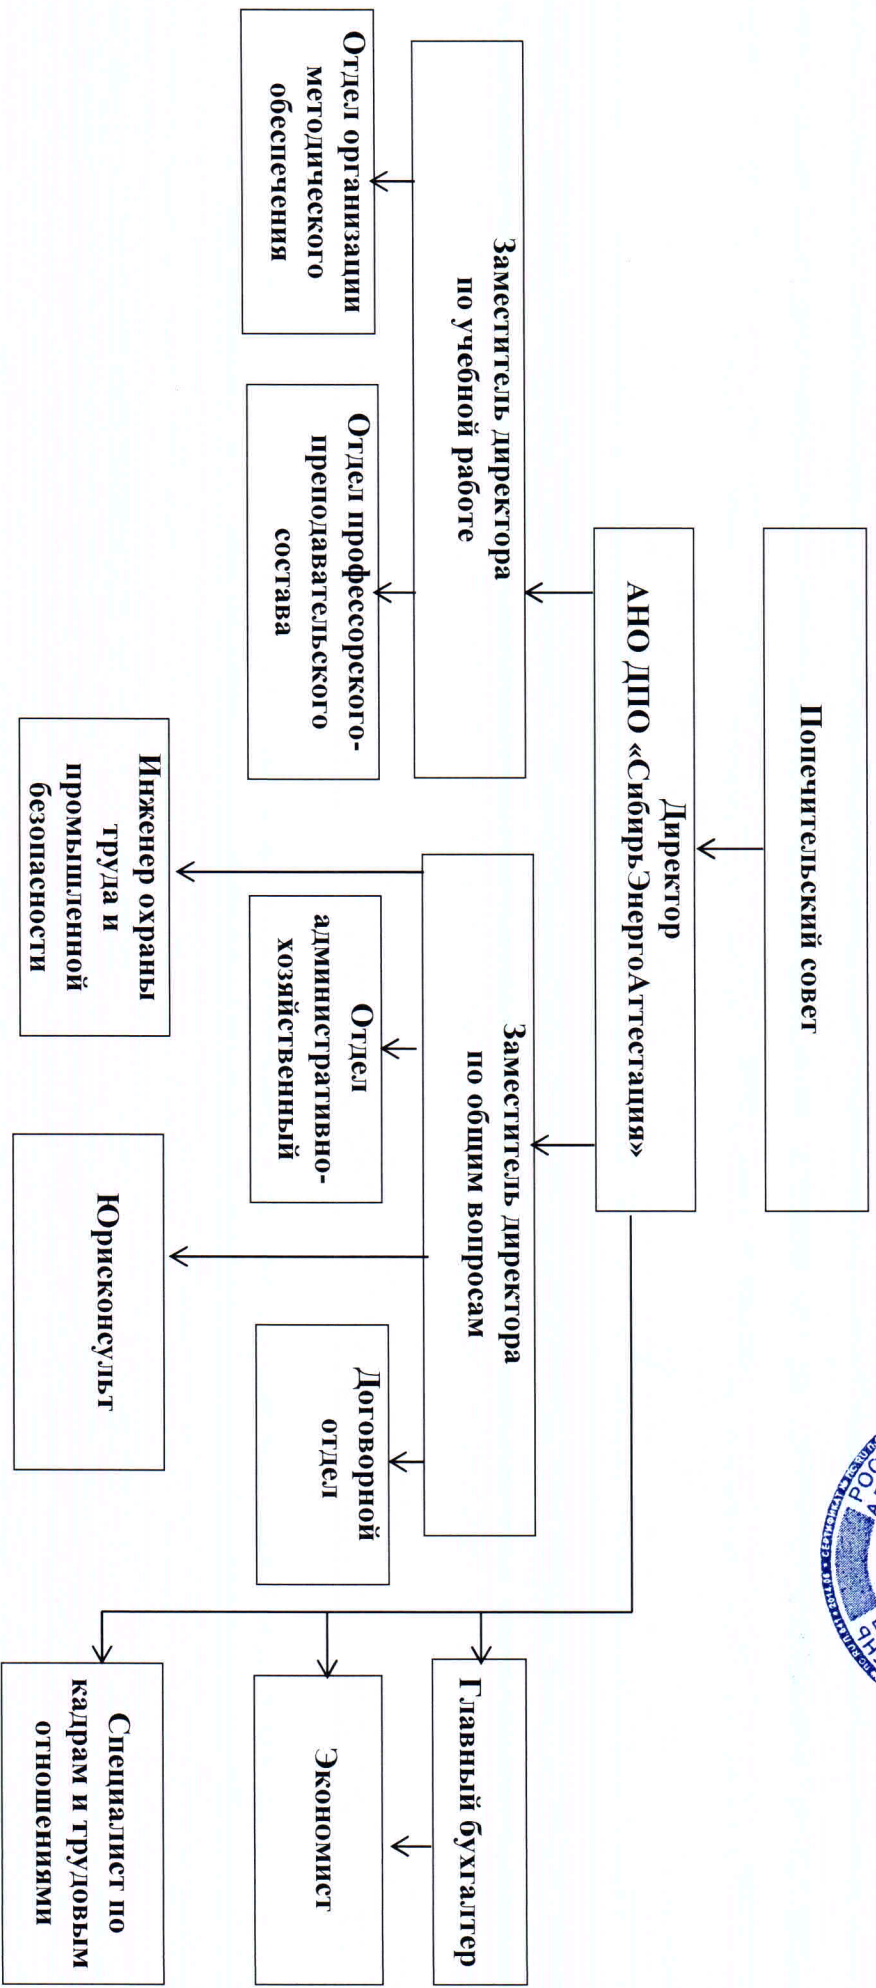 Попечительский совет
Директор
АНО ДПО «СибирьЭнергоАттестация»
Заместитель директора
по учебной работе
Заместитель директора
по общим вопросам
Отдел организации
методического
обеспечения
Отдел профессорского-
преподавательского
состава
Отдел
административно-
хозяйственный
Договорной
отдел
Главный бухгалтер
Экономист
Инженер охраны
труда и
промышленной
безопасности
Юрисконсульт
Специалист по
кадрам и трудовым
отношениями